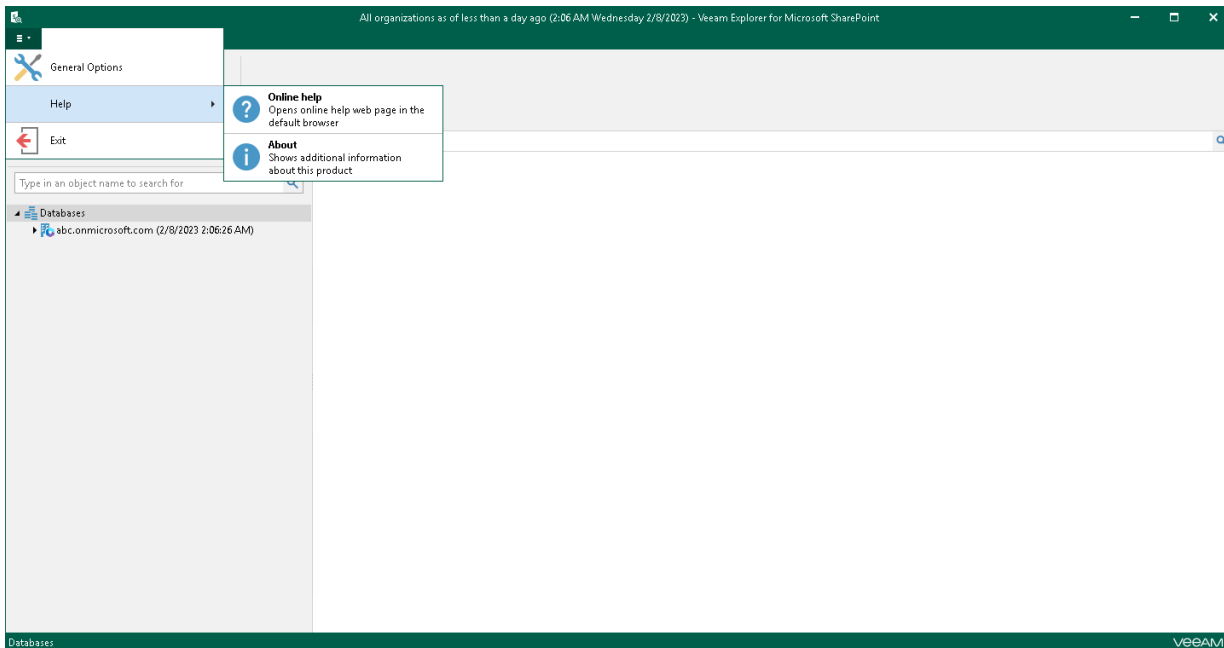 All organizations as of less than a day ago (2:06 AM Wednesday 2/8/2023) - Veeam Explorer for Microsoft SharePoint
General Options
Help
Exit
Online help
Opens online help web page in the
default browser
About
Shows additional information
about this product
Type in an object name to search for
Databases
abc.onmicrosoft.com (2/8/2023 2:06:26 AM)
Databases
veeam